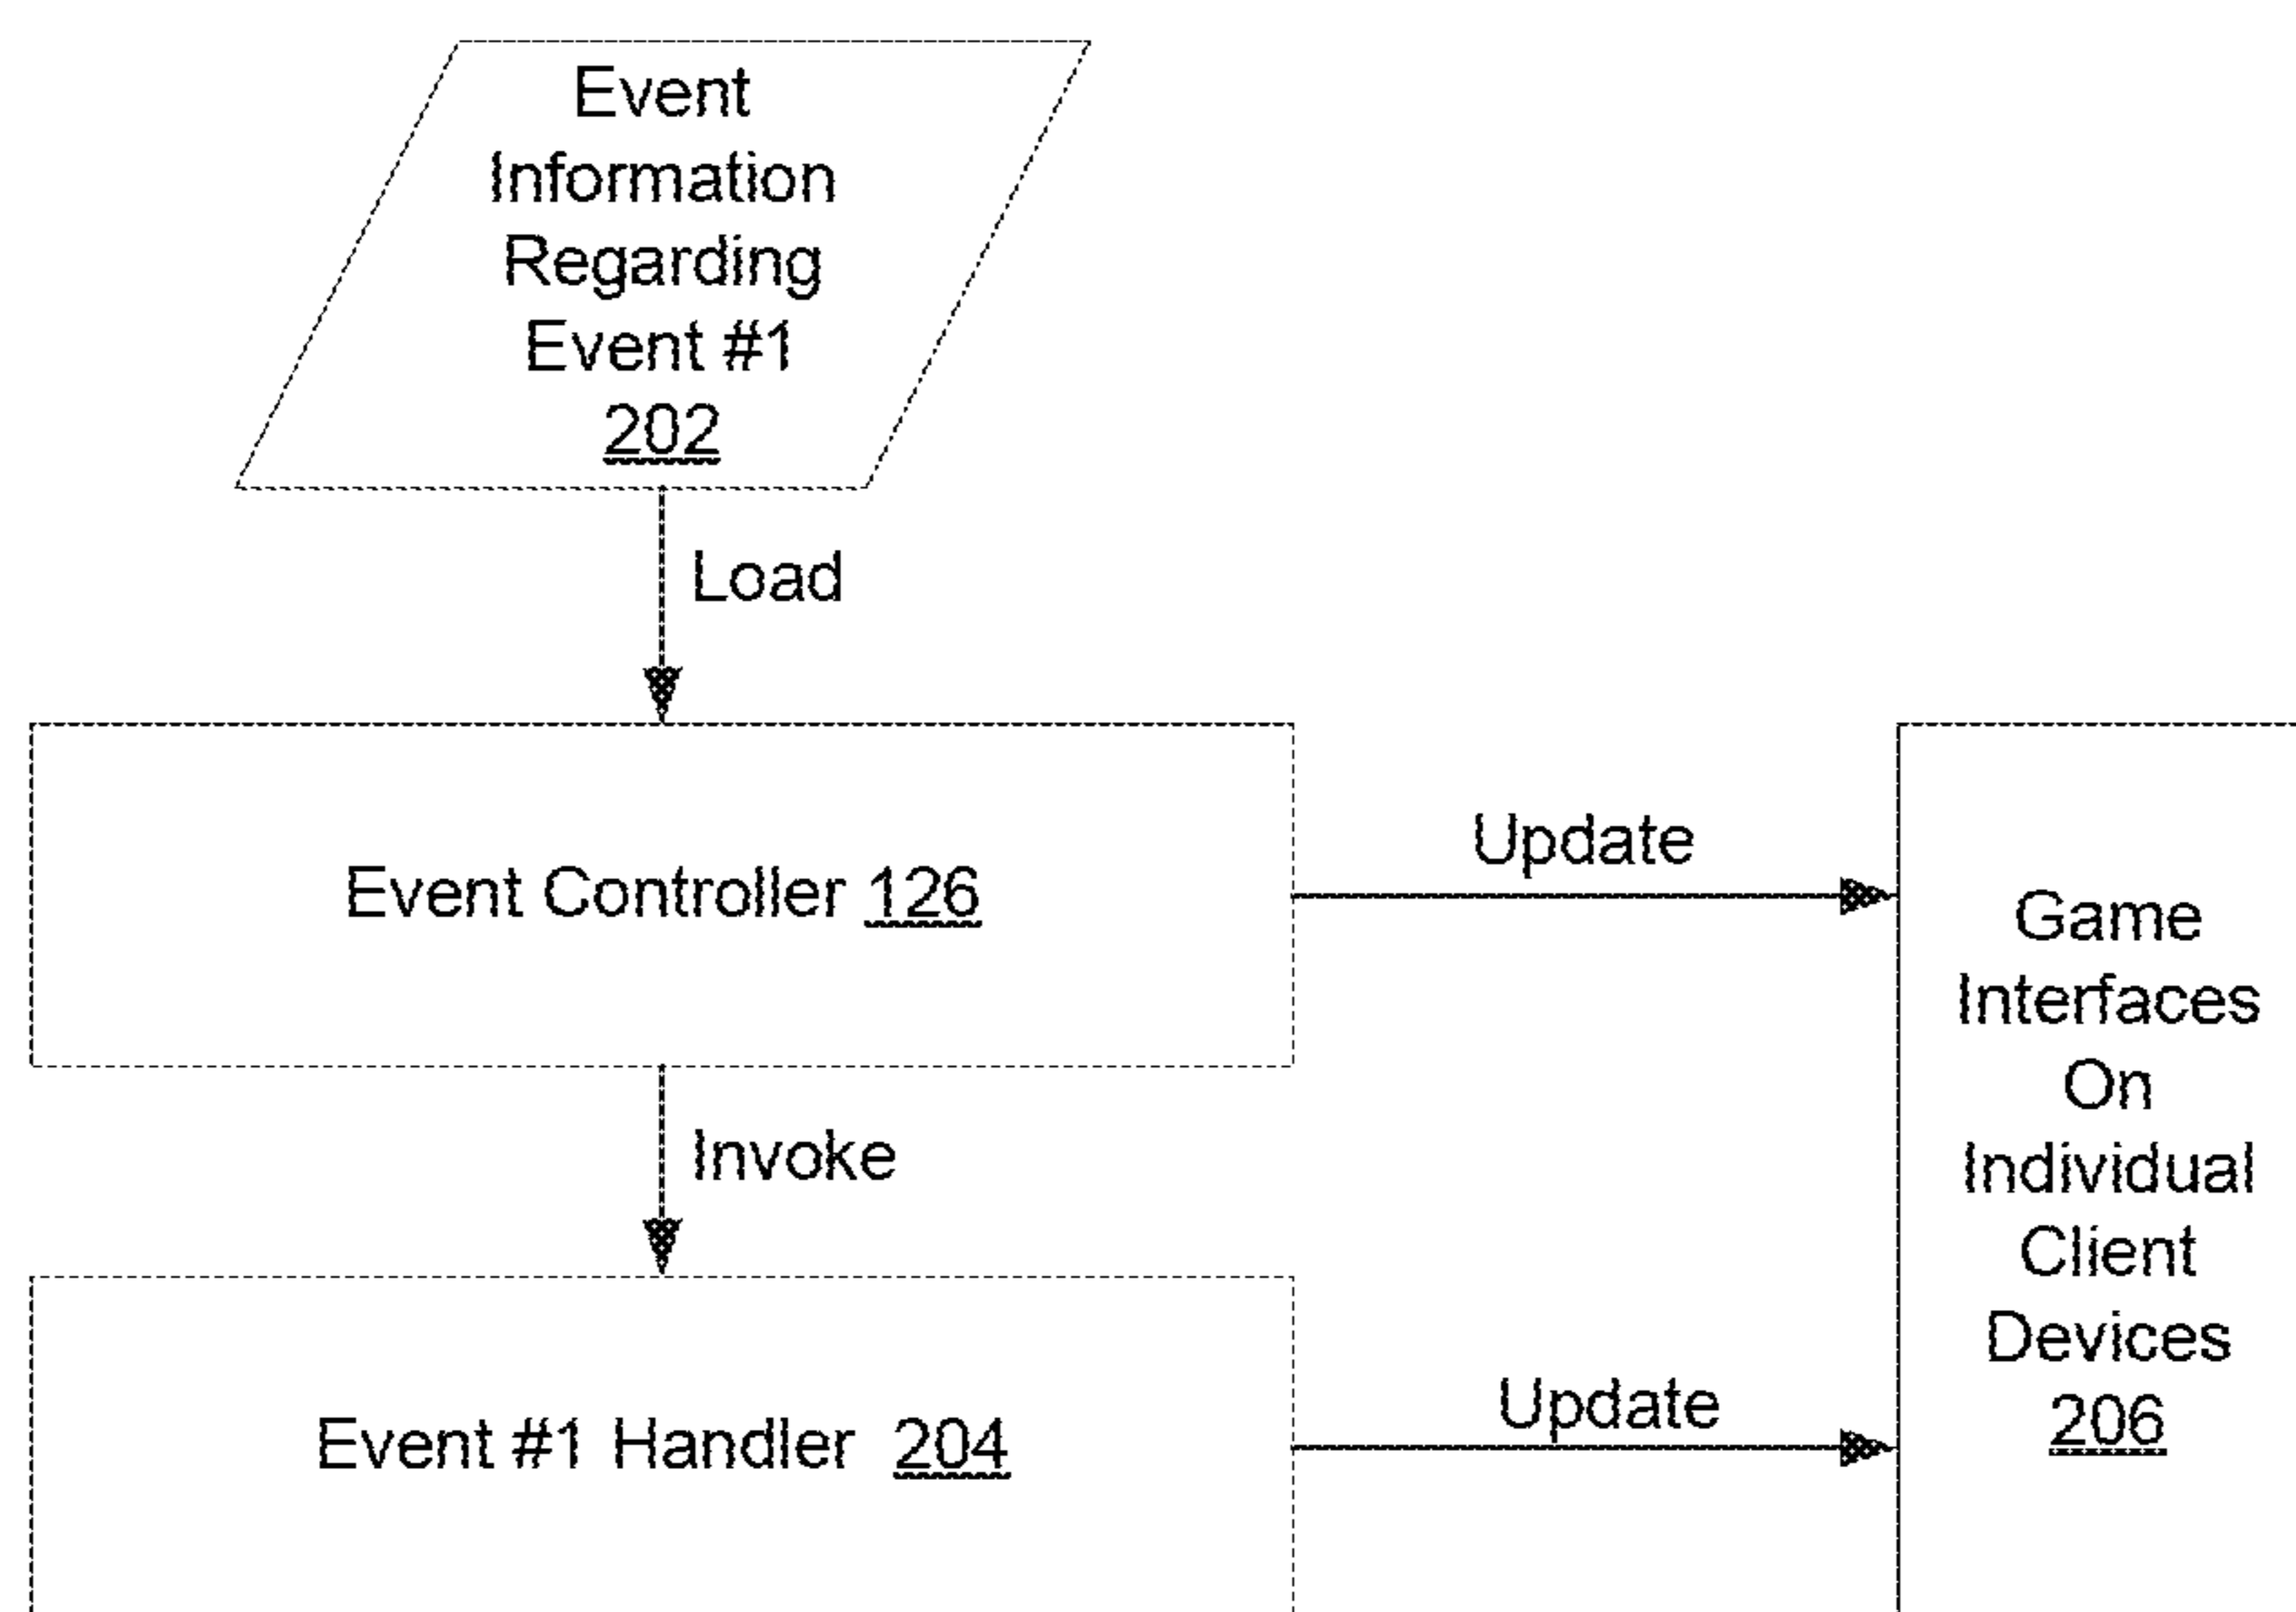 Event
Information
Regarding
Event #1
202
Load
Event Controller 126
Update
Game
Interfaces
On
Individual
Client
Devices
206
Invoke
Event #1 Handler 204
Update